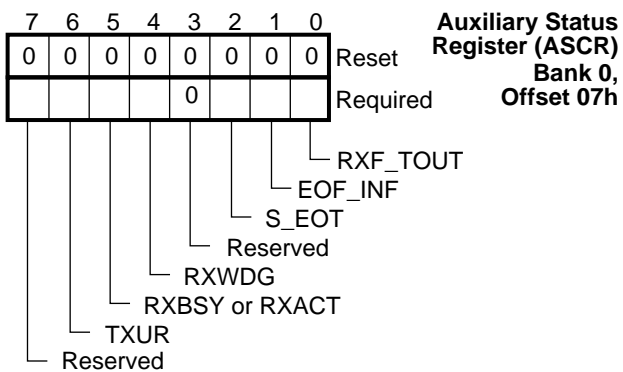 7 6 5 4 3 2 1 0
0 0 0 0 0 0 0 0 Reset
0 Required
Auxiliary Status
Register (ASCR)
Bank 0,
Offset 07h
RXF_TOUT
EOF_INF
S_EOT
Reserved
RXWDG
RXBSY or RXACT
TXUR
Reserved